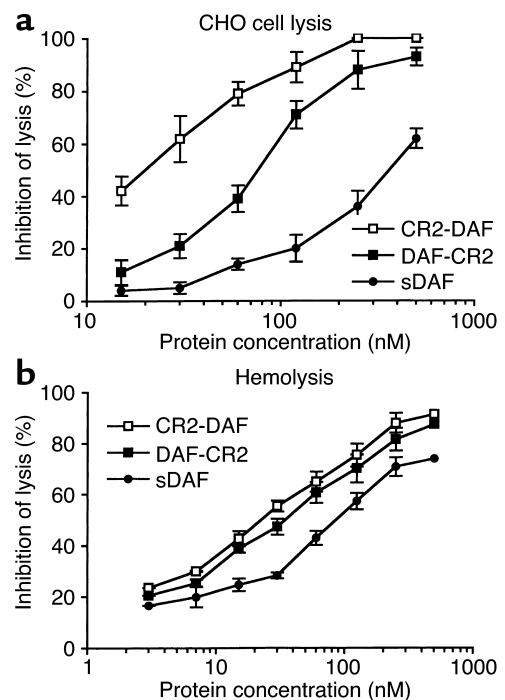 a
CHO cell lysis
Inhibition of lysis (%)
100
80
60
40
20
0
CR2-DAF
DAF-CR2
sDAF
10
100
1000
Protein concentration (nM)
b
Hemolysis
Inhibition of lysis (%)
100
80
60
40
20
0
CR2-DAF
DAF-CR2
sDAF
1
10
100
1000
Protein concentration (nM)